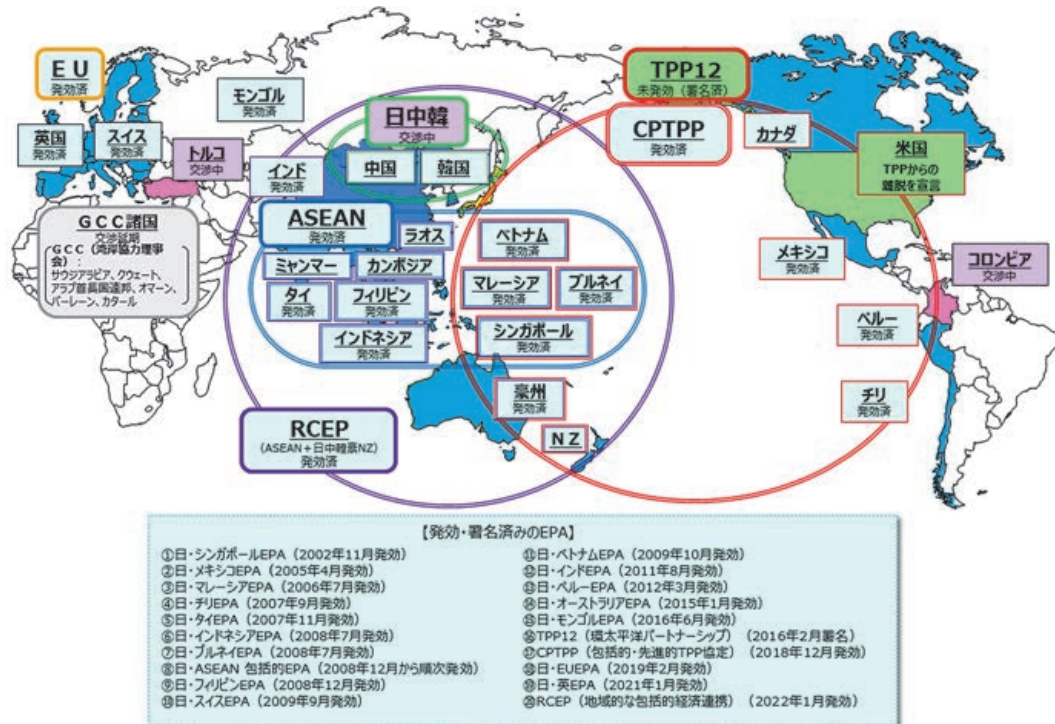 EU
発効済
英国
発効済
スイス
発効済
トルコ
交渉中
モンゴル
発効済
GCC諸国
交渉延期
GCC（湾岸協力理事
会）：
サウジアラビア, クウェート、
アラブ首長国連邦、オマーン、
バーレーン、カタール
日中韓
交渉中
中国
韓国
インド
発効済
ASEAN
発効済
ラオス
ミャンマー
カンボジア
タイ
発効済
フィリピン
発効済
インドネシア
発効済
ベトナム
発効済
マレーシア
発効済
ブルネイ
発効済
シンガポール
発効済
豪州
発効済
NZ
RCEP
(ASEAN＋日中韓豪NZ)
発効済
TPP12
未発効（署名済）
CPTPP
発効済
カナダ
米国
TPPからの
離脱を宣言
メキシコ
発効済
コロンビア
交渉中
ペルー
発効済
チリ
発効済
【発効・署名済みのEPA】
①日・シンガポールEPA（2002年11月発効）
②日・メキシコEPA（2005年4月発効）
③日・マレーシアEPA（2006年7月発効）
④日・チリEPA（2007年9月発効）
⑤日・タイEPA（2007年11月発効）
⑥日・インドネシアEPA（2008年7月発効）
⑦日・ブルネイEPA（2008年7月発効）
⑧日・ASEAN 包括的EPA（2008年12月から順次発効）
⑨日・フィリピンEPA（2008年12月発効）
⑩日・スイスEPA（2009年9月発効）
⑪日・ベトナムEPA（2009年10月発効）
⑫日・インドEPA（2011年8月発効）
⑬日・ペルーEPA（2012年3月発効）
⑭日・オーストラリアEPA（2015年1月発効）
⑮日・モンゴルEPA（2016年6月発効）
⑯TPP12（環太平洋パートナーシップ）（2016年2月署名）
⑰CPTPP（包括的・先進的TPP協定）（2018年12月発効）
⑱日・EUEPA（2019年2月発効）
⑲日・英EPA（2021年1月発効）
⑳RCEP（地域的な包括的経済連携）（2022年1月発効）